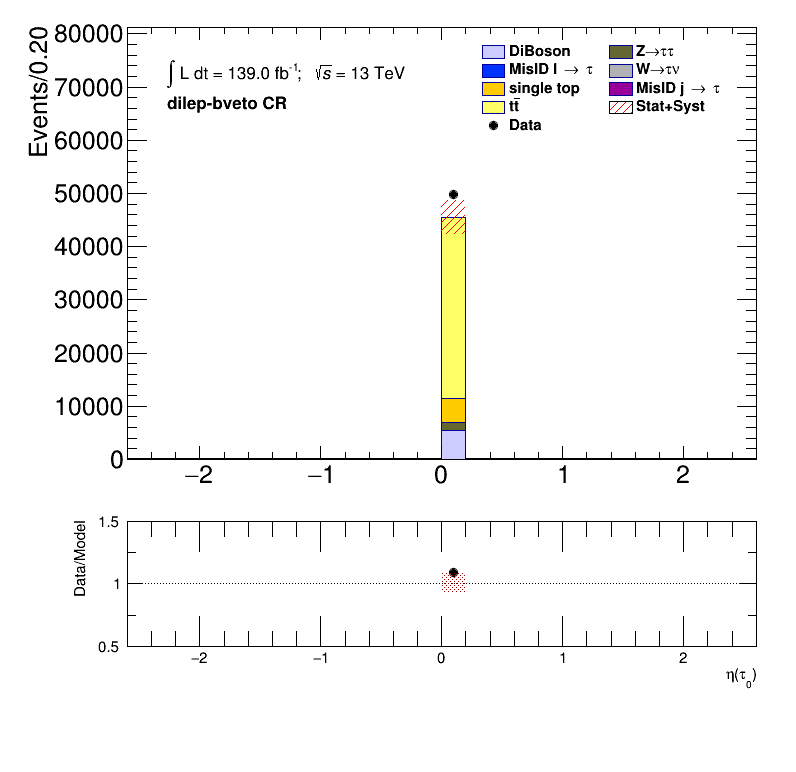 Events/0.20
80000
70000
60000
50000
40000
30000
20000
10000
0
∫ L dt = 139.0 fb⁻¹; √s = 13 TeV
dilep-bveto CR
DiBoson
MisID l → τ
single top
tt̄
Data
Z→ττ
W→τν
MisID j → τ
Stat+Syst
−2 −1 0 1 2
Data/Model
1.5
1
0.5
−2 −1 0 1 2
η(τ₀)